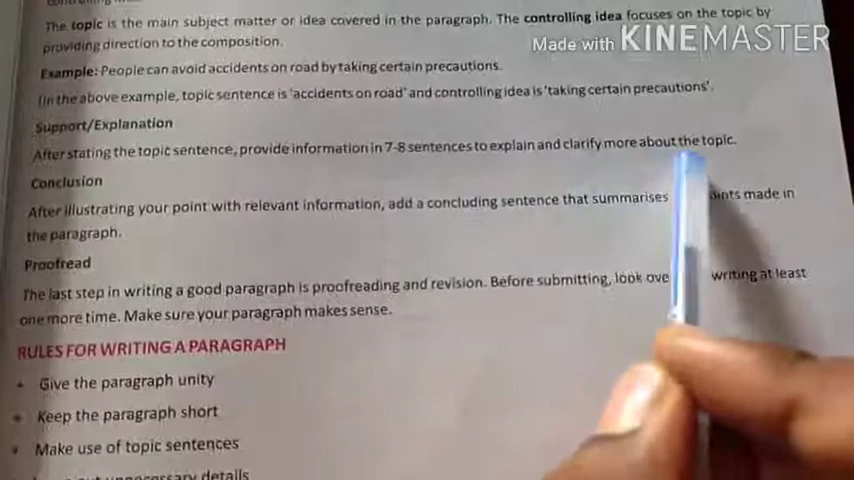 The topic is the main subject matter or idea covered in the paragraph. The controlling idea focuses on the topic by
providing direction to the composition.
Made with KINEMASTER
Example: People can avoid accidents on road by taking certain precautions.
(In the above example, topic sentence is 'accidents on road' and controlling idea is 'taking certain precautions'.
Support/Explanation
After stating the topic sentence, provide information in 7-8 sentences to explain and clarify more about the topic.
Conclusion
After illustrating your point with relevant information, add a concluding sentence that summarises made in
the paragraph.
Proofread
The last step in writing a good paragraph is proofreading and revision. Before submitting, look writing at least
one more time. Make sure your paragraph makes sense.
RULES FOR WRITING A PARAGRAPH
+ Give the paragraph unity
+ Keep the paragraph short
+ Make use of topic sentences
unnecessary details